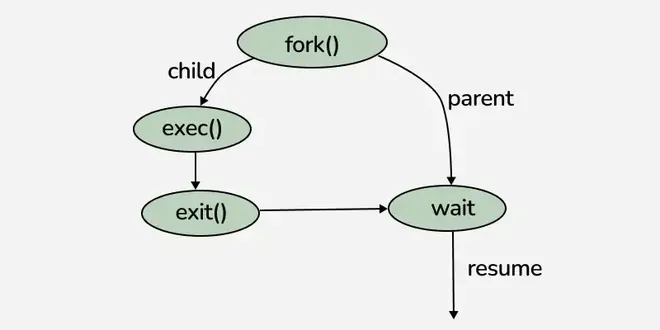 fork()
child
parent
exec()
exit()
wait
resume